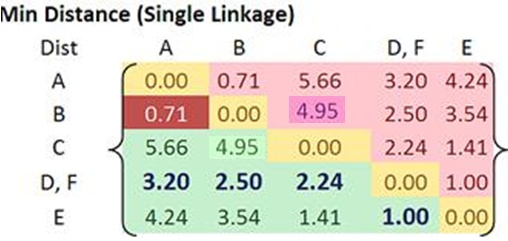 Min Distance (Single Linkage)
Dist A B C D, F E
A 0.00 0.71 5.66 3.20 4.24
B 0.71 0.00 4.95 2.50 3.54
C 5.66 4.95 0.00 2.24 1.41
D, F 3.20 2.50 2.24 0.00 1.00
E 4.24 3.54 1.41 1.00 0.00